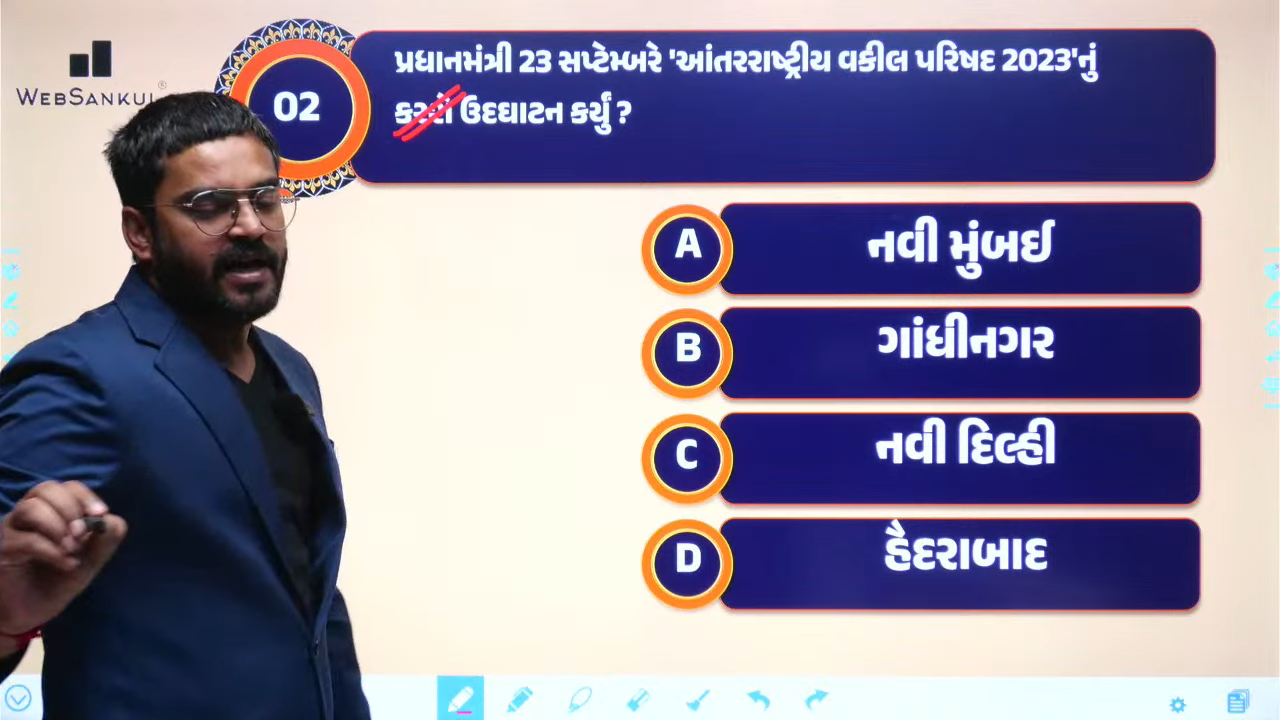 WEBSANKUL
®
02
પ્રધાનમંત્રી 23 સપ્ટેમ્બરે 'આંતરરાષ્ટ્રીય વકીલ પરિષદ 2023'નું
ઉદઘાટન કર્યું ?
A
નવી મુંબઈ
B
ગાંધીનગર
C
નવી દિલ્હી
D
હૈદરાબાદ